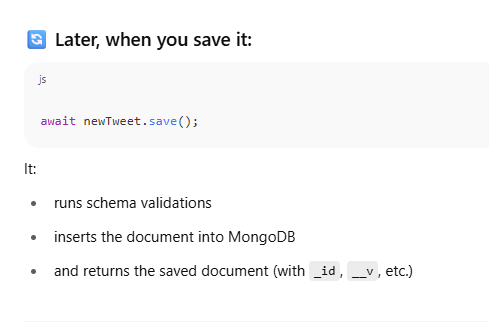 🔄 Later, when you save it:
js
await newTweet.save();
It:
• runs schema validations
• inserts the document into MongoDB
• and returns the saved document (with _id, __v, etc.)